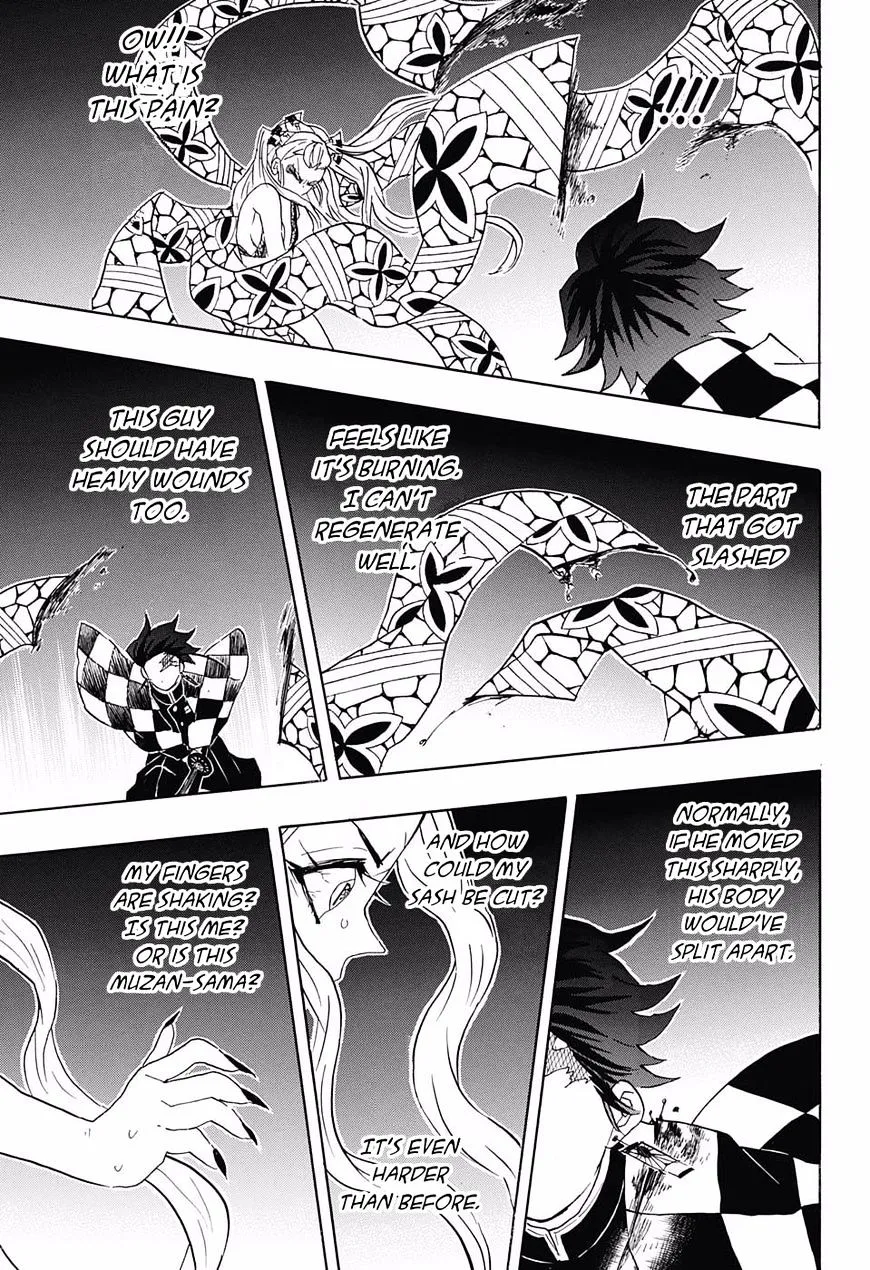 !!!!
OW!!
WHAT IS
THIS PAIN?
THE PART
THAT GOT
SLASHED
FEELS LIKE
IT'S BURNING.
I CAN'T
REGENERATE
WELL.
THIS GUY
SHOULD HAVE
HEAVY WOUNDS
TOO.
NORMALLY,
IF HE MOVED
THIS SHARPLY,
HIS BODY
WOULD'VE
SPLIT APART.
AND HOW
COULD MY
SASH BE CUT?
IT'S EVEN
HARDER
THAN BEFORE.
MY FINGERS
ARE SHAKING?
IS THIS ME?
OR IS THIS
MUZAN-SAMA?